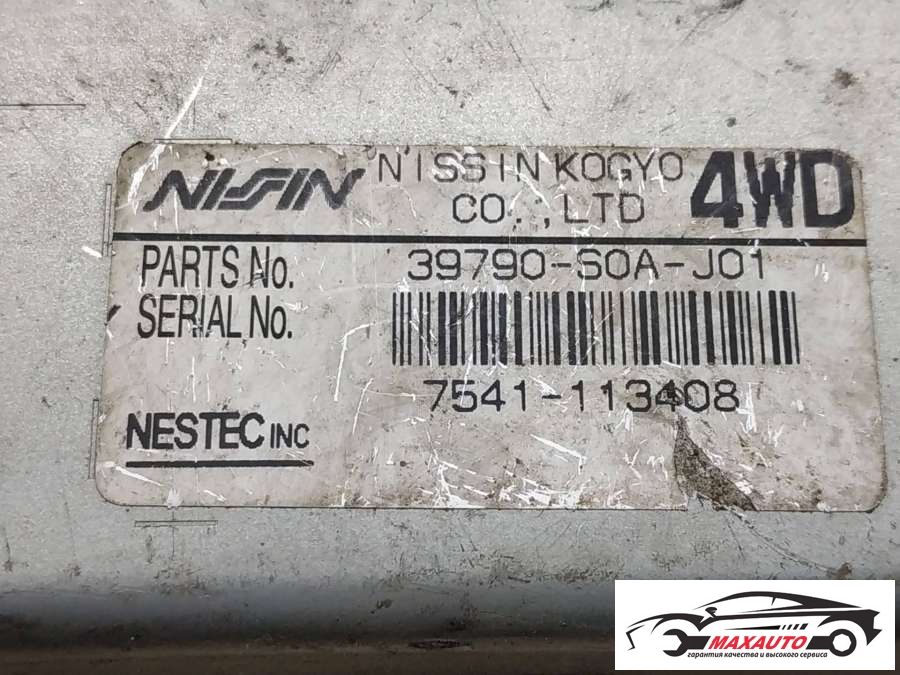 NISSIN NISSIN KOGYO 4WD
CO.,LTD
PARTS No. 39790-S0A-J01
SERIAL No.
7541-113408
NESTEC INC
MAXAUTO
гарантия качества и высокого сервиса